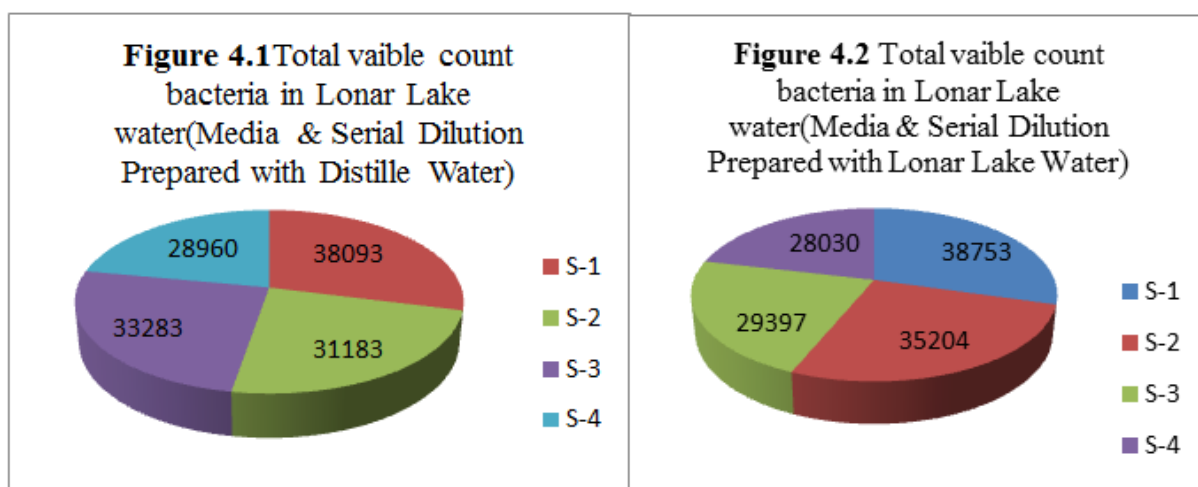 Figure 4.1Total vaible count
bacteria in Lonar Lake
water(Media & Serial Dilution
Prepared with Distille Water)
28960
38093
33283
31183
S-1
S-2
S-3
S-4
Figure 4.2 Total vaible count
bacteria in Lonar Lake
water(Media & Serial Dilution
Prepared with Lonar Lake Water)
28030
38753
29397
35204
S-1
S-2
S-3
S-4